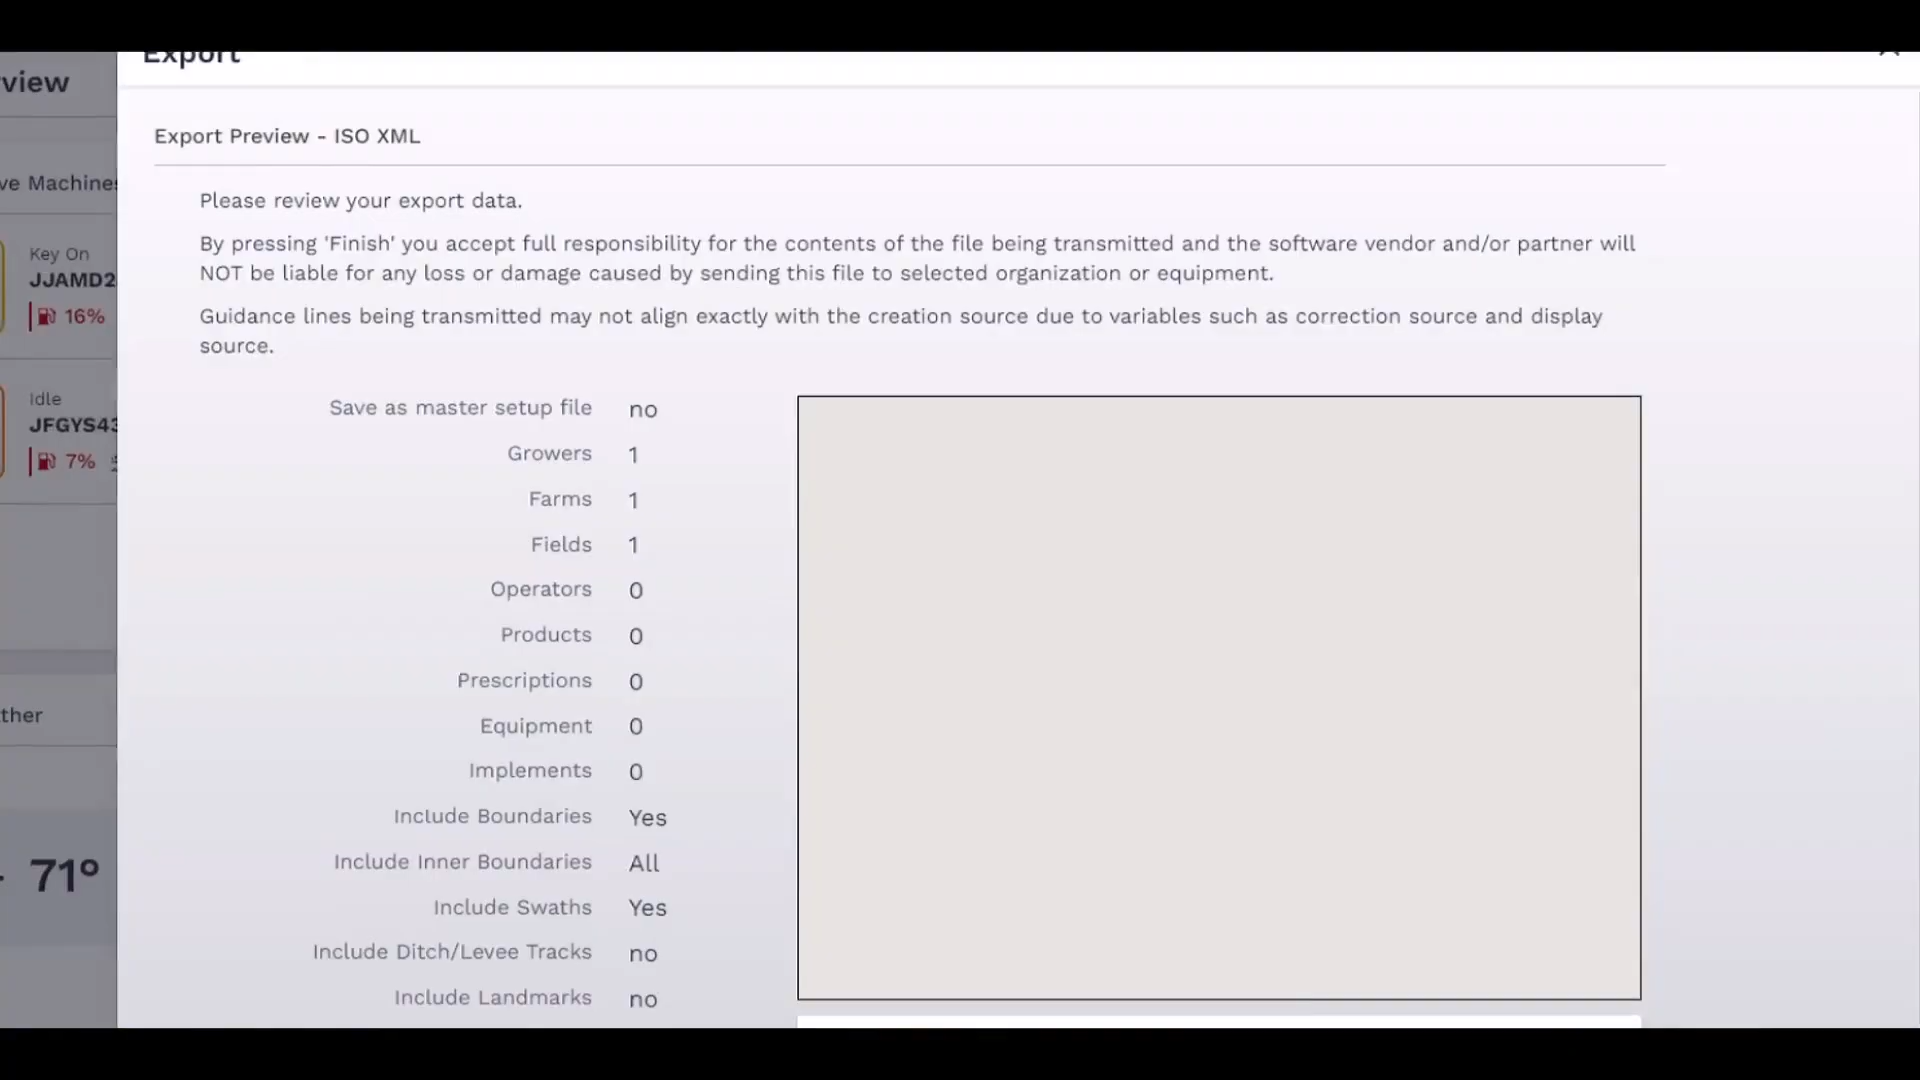 Export
view
Export Preview - ISO XML
ve Machines
Please review your export data.
By pressing 'Finish' you accept full responsibility for the contents of the file being transmitted and the software vendor and/or partner will
NOT be liable for any loss or damage caused by sending this file to selected organization or equipment.
Key On
JJAMD2
16%
Guidance lines being transmitted may not align exactly with the creation source due to variables such as correction source and display
source.
Idle
JFGYS43
7%
Save as master setup file no
Growers 1
Farms 1
Fields 1
Operators 0
Products 0
Prescriptions 0
Equipment 0
ther
Implements 0
Include Boundaries Yes
Include Inner Boundaries All
71°
Include Swaths Yes
Include Ditch/Levee Tracks no
Include Landmarks no